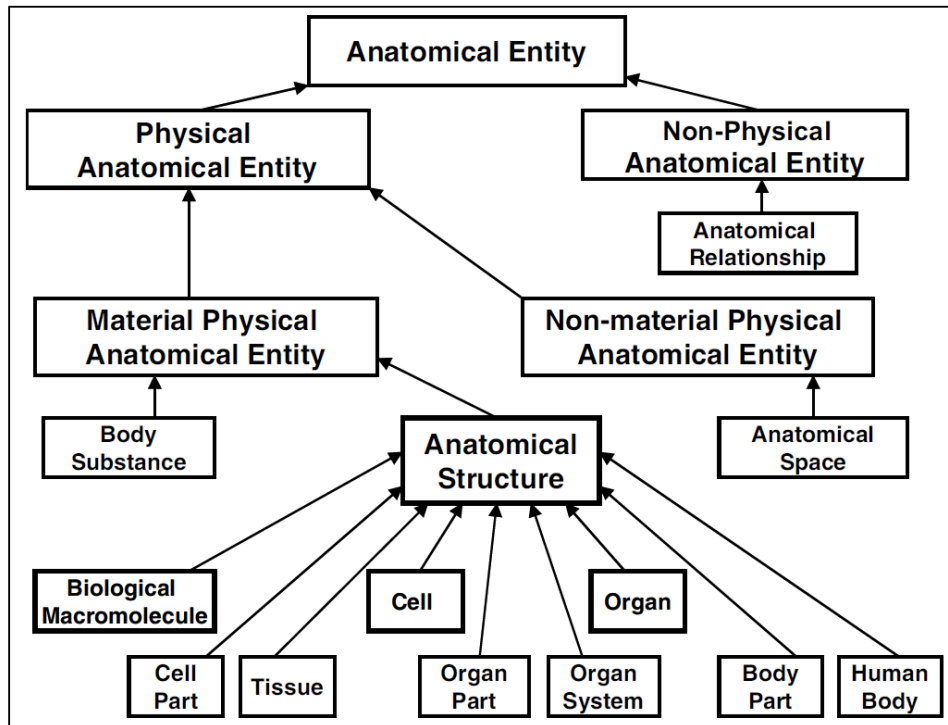 Anatomical Entity
Physical
Anatomical Entity
Non-Physical
Anatomical Entity
Anatomical
Relationship
Material Physical
Anatomical Entity
Non-material Physical
Anatomical Entity
Body
Substance
Anatomical
Structure
Anatomical
Space
Biological
Macromolecule
Cell
Organ
Cell
Part
Tissue
Organ
Part
Organ
System
Body
Part
Human
Body